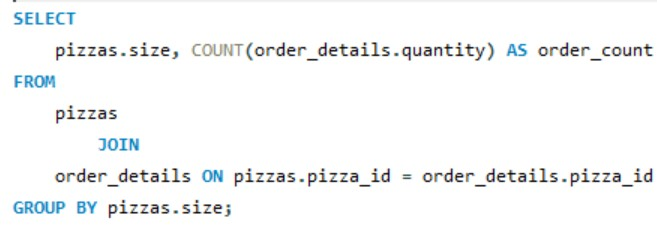 SELECT
pizzas.size, COUNT(order_details.quantity) AS order_count
FROM
pizzas
JOIN
order_details ON pizzas.pizza_id = order_details.pizza_id
GROUP BY pizzas.size;